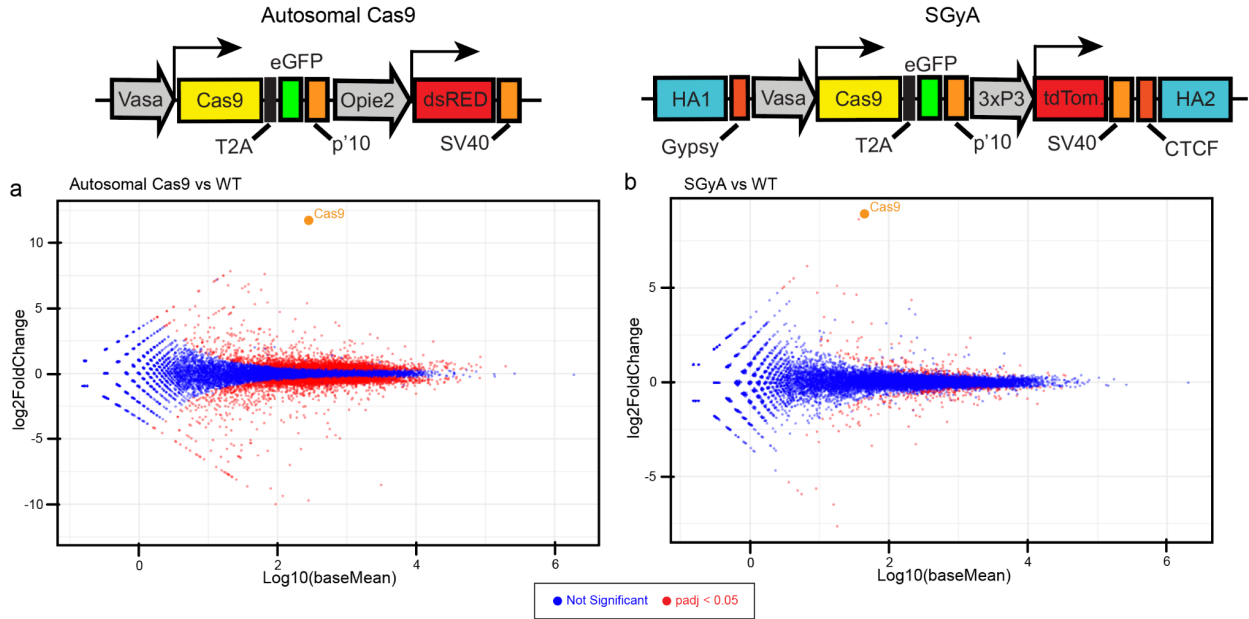 Autosomal Cas9
SGyA
eGFP
Vasa Cas9 Opie2 dsRED
T2A p'10 SV40
eGFP
HA1 Vasa Cas9 3xP3 tdTom. HA2
Gypsy T2A p'10 SV40 CTCF
a
Autosomal Cas9 vs WT
Cas9
10
5
0
-5
-10
log2FoldChange
0 2 4 6
Log10(baseMean)
b
SGyA vs WT
Cas9
5
0
-5
log2FoldChange
0 2 4 6
Log10(baseMean)
Not Significant padj < 0.05